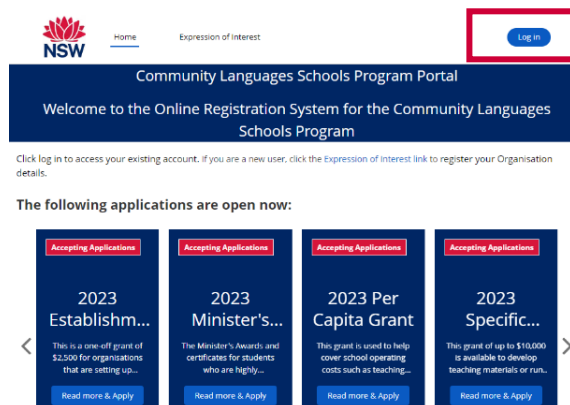 NSW
Home
Expression of Interest
Log in
Community Languages Schools Program Portal
Welcome to the Online Registration System for the Community Languages
Schools Program
Click log in to access your existing account. If you are a new user, click the Expression of Interest link to register your Organisation
details.
The following applications are open now:
Accepting Applications
2023
Establishm...
This is a one-off grant of
$2,500 for organisations
that are setting up...
Read more & Apply
Accepting Applications
2023
Minister's...
The Minister's Awards and
certificates for students
who are highly...
Read more & Apply
Accepting Applications
2023 Per
Capita Grant
This grant is used to help
cover school operating
costs such as teaching...
Read more & Apply
Accepting Applications
2023
Specific...
This grant of up to $10,000
is available to develop
teaching materials or run..
Read more & Apply